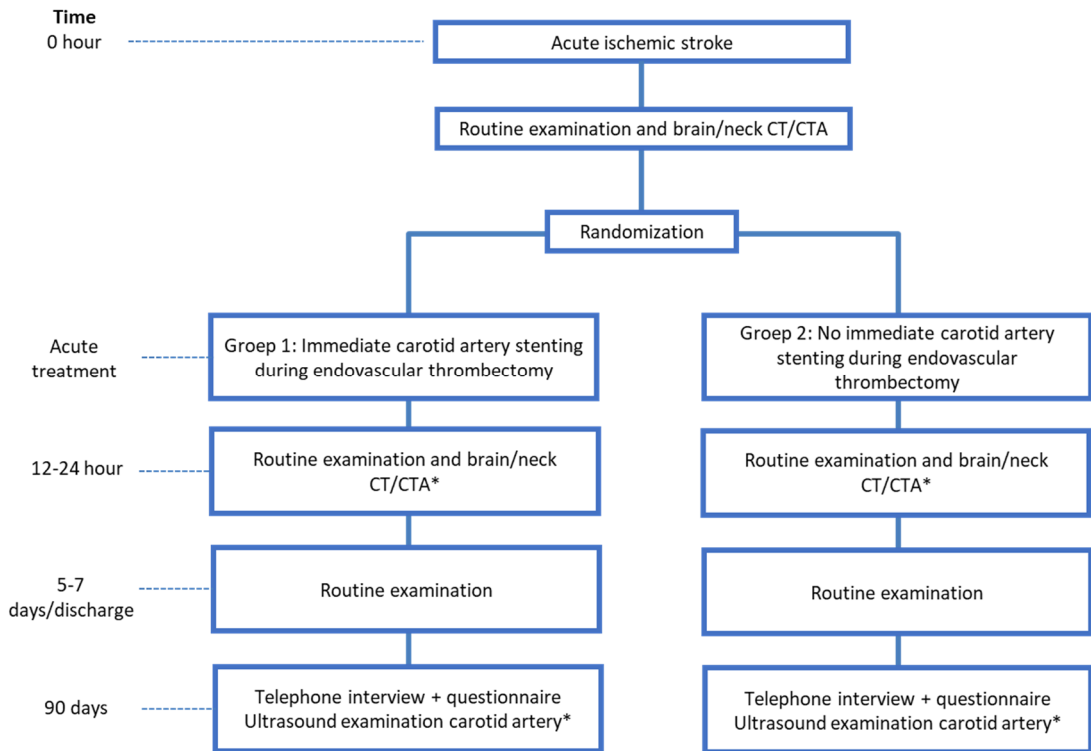 Time
0 hour
Acute ischemic stroke
Routine examination and brain/neck CT/CTA
Randomization
Acute
treatment
Groep 1: Immediate carotid artery stenting
during endovascular thrombectomy
Groep 2: No immediate carotid artery
stenting during endovascular
thrombectomy
12-24 hour
Routine examination and brain/neck
CT/CTA*
Routine examination and brain/neck
CT/CTA*
5-7
days/discharge
Routine examination
Routine examination
90 days
Telephone interview + questionnaire
Ultrasound examination carotid artery*
Telephone interview + questionnaire
Ultrasound examination carotid artery*